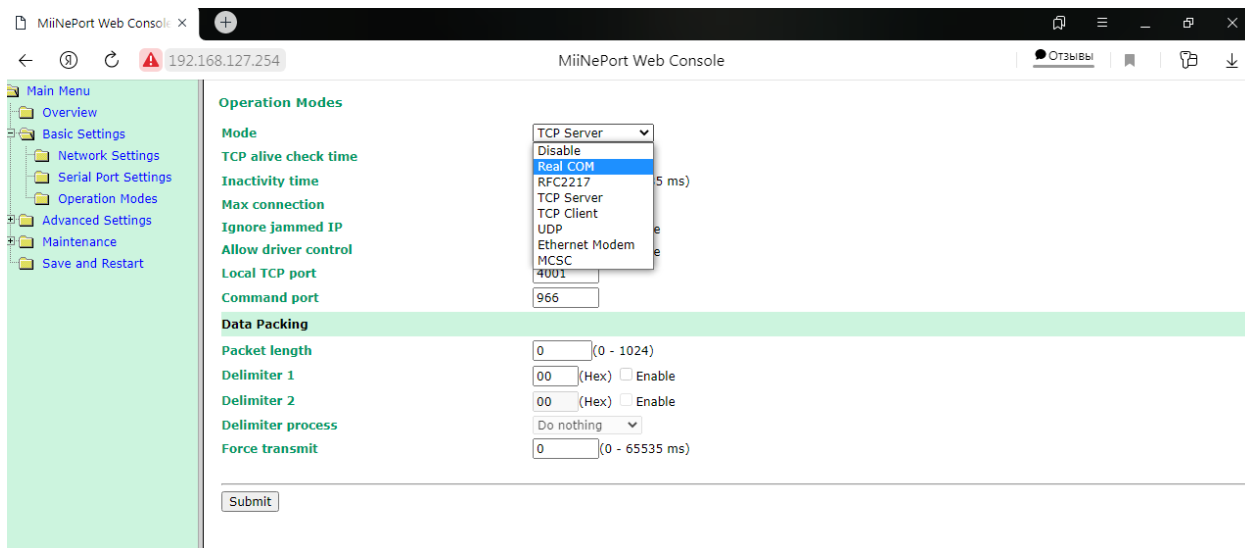 MiiNePort Web Consol
192.168.127.254
MiiNePort Web Console
Отзывы
Main Menu
Overview
Basic Settings
Network Settings
Serial Port Settings
Operation Modes
Advanced Settings
Maintenance
Save and Restart
Operation Modes
Mode TCP Server
TCP alive check time
Inactivity time 5 ms)
Max connection
Ignore jammed IP e
Allow driver control e
Disable
Real COM
RFC2217
TCP Server
TCP Client
UDP
Ethernet Modem
MCSC
Local TCP port 4001
Command port 966
Data Packing
Packet length 0 (0 - 1024)
Delimiter 1 00 (Hex) Enable
Delimiter 2 00 (Hex) Enable
Delimiter process Do nothing
Force transmit 0 (0 - 65535 ms)
Submit